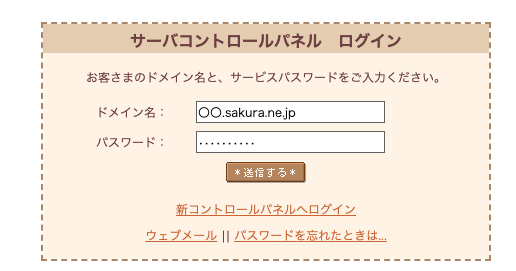 サーバコントロールパネル　ログイン
お客さまのドメイン名と、サービスパスワードをご入力ください。
ドメイン名： 〇〇.sakura.ne.jp
パスワード： ··········
＊送信する＊
新コントロールパネルへログイン
ウェブメール || パスワードを忘れたときは...